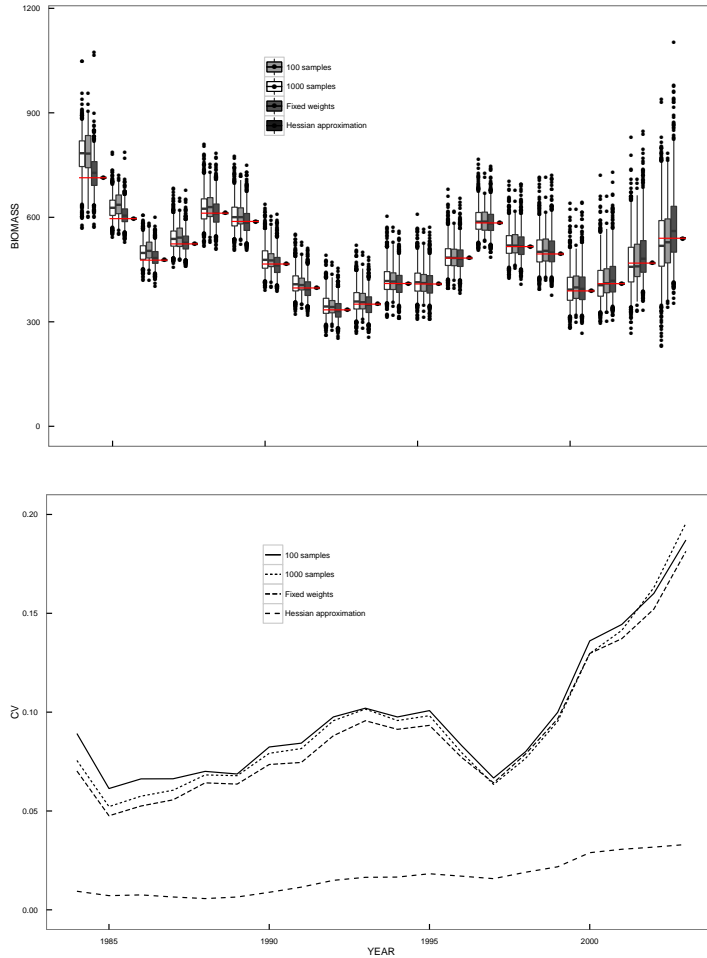 1200
900
600
300
0
BIOMASS
100 samples
1000 samples
Fixed weights
Hessian approximation
0.20
0.15
0.10
0.05
0.00
CV
100 samples
1000 samples
Fixed weights
Hessian approximation
1985
1990
1995
2000
YEAR